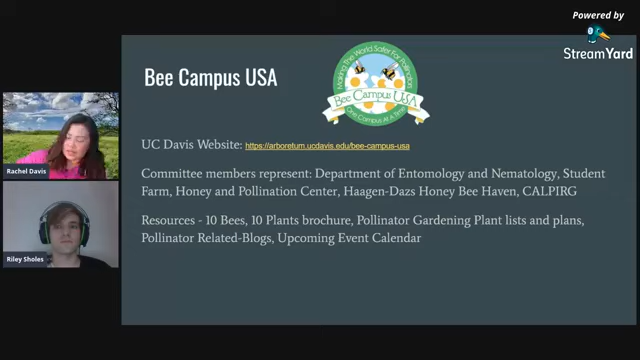 Powered by
StreamYard
Bee Campus USA
Making The World Safer For Pollinators
Bee Campus USA
One Campus At A Time
UC Davis Website: https://arboretum.ucdavis.edu/bee-campus-usa
Committee members represent: Department of Entomology and Nematology, Student
Farm, Honey and Pollination Center, Haagen-Dazs Honey Bee Haven, CALPIRG
Resources - 10 Bees, 10 Plants brochure, Pollinator Gardening Plant lists and plans,
Pollinator Related-Blogs, Upcoming Event Calendar
Rachel Davis
Riley Sholes